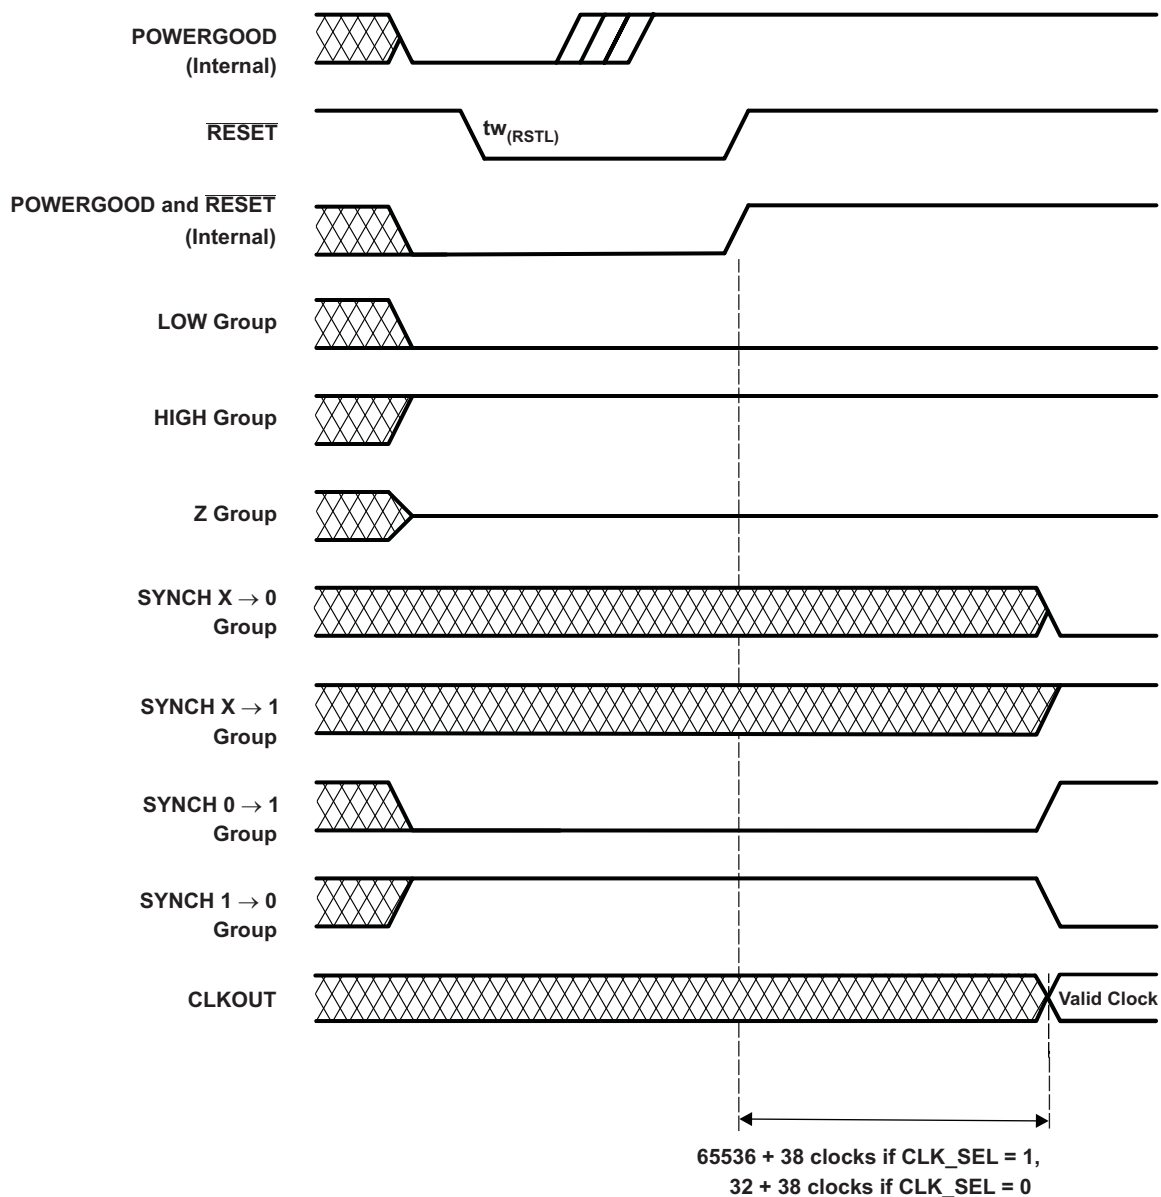 POWERGOOD
(Internal)
RESET
tw(RSTL)
POWERGOOD and RESET
(Internal)
LOW Group
HIGH Group
Z Group
SYNCH X → 0
Group
SYNCH X → 1
Group
SYNCH 0 → 1
Group
SYNCH 1 → 0
Group
CLKOUT
Valid Clock
65536 + 38 clocks if CLK_SEL = 1,
32 + 38 clocks if CLK_SEL = 0